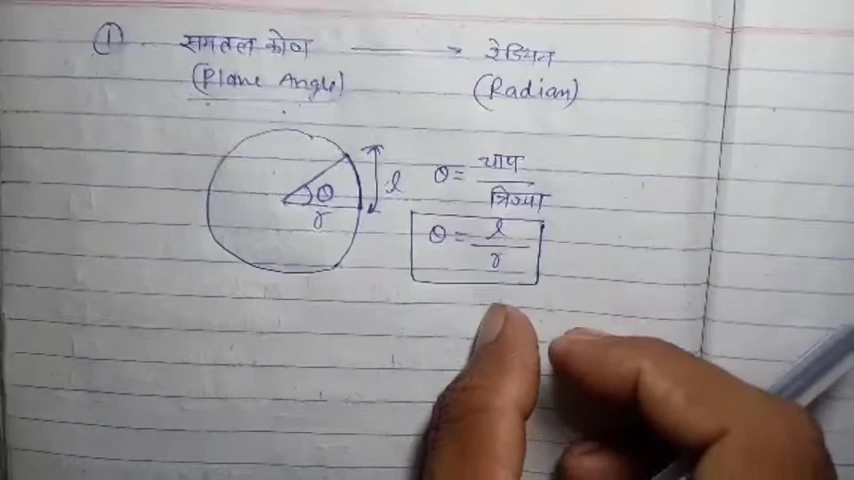 ① समतल कोण → रेडियन
(Plane Angle) (Radian)
θ = चाप / त्रिज्या
θ l
r
θ = l / r